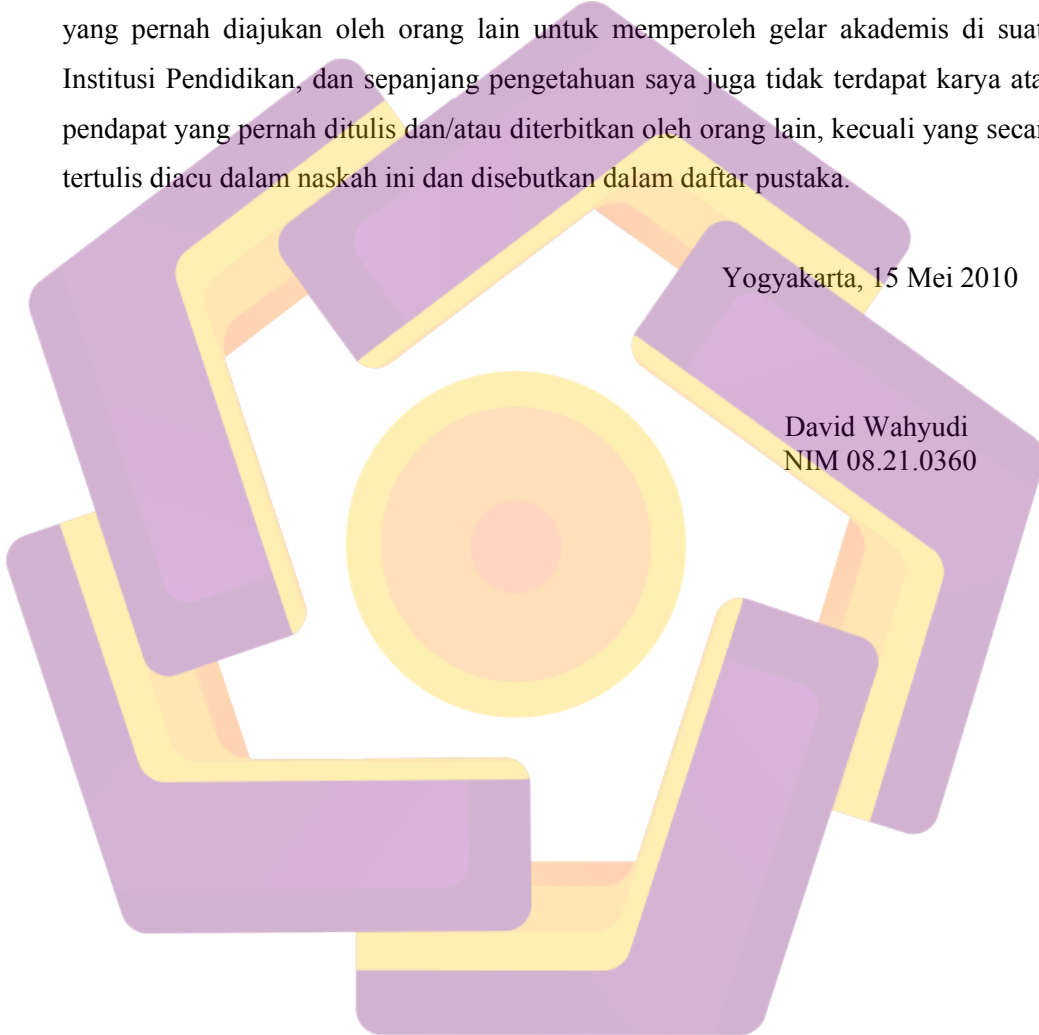 yang pernah diajukan oleh orang lain untuk memperoleh gelar akademis di suat
Institusi Pendidikan, dan sepanjang pengetahuan saya juga tidak terdapat karya ata
pendapat yang pernah ditulis dan/atau diterbitkan oleh orang lain, kecuali yang secar
tertulis diacu dalam naskah ini dan disebutkan dalam daftar pustaka.
Yogyakarta, 15 Mei 2010
David Wahyudi
NIM 08.21.0360